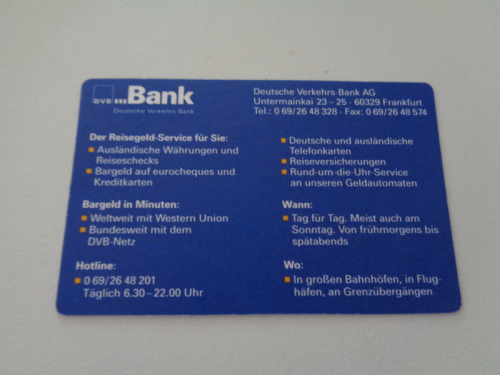 DVB Bank
Deutsche Verkehrs-Bank
Deutsche Verkehrs-Bank AG
Untermainkai 23 – 25 · 60329 Frankfurt
Tel.: 0 69/26 48 328 · Fax: 0 69/26 48 574
Der Reisegeld-Service für Sie:
Ausländische Währungen und
Reiseschecks
Bargeld auf eurocheques und
Kreditkarten
Bargeld in Minuten:
Weltweit mit Western Union
Bundesweit mit dem
DVB-Netz
Hotline:
0 69/26 48 201
Täglich 6.30 – 22.00 Uhr
Deutsche und ausländische
Telefonkarten
Reiseversicherungen
Rund-um-die-Uhr-Service
an unseren Geldautomaten
Wann:
Tag für Tag. Meist auch am
Sonntag. Von frühmorgens bis
spätabends
Wo:
In großen Bahnhöfen, in Flug-
häfen, an Grenzübergängen